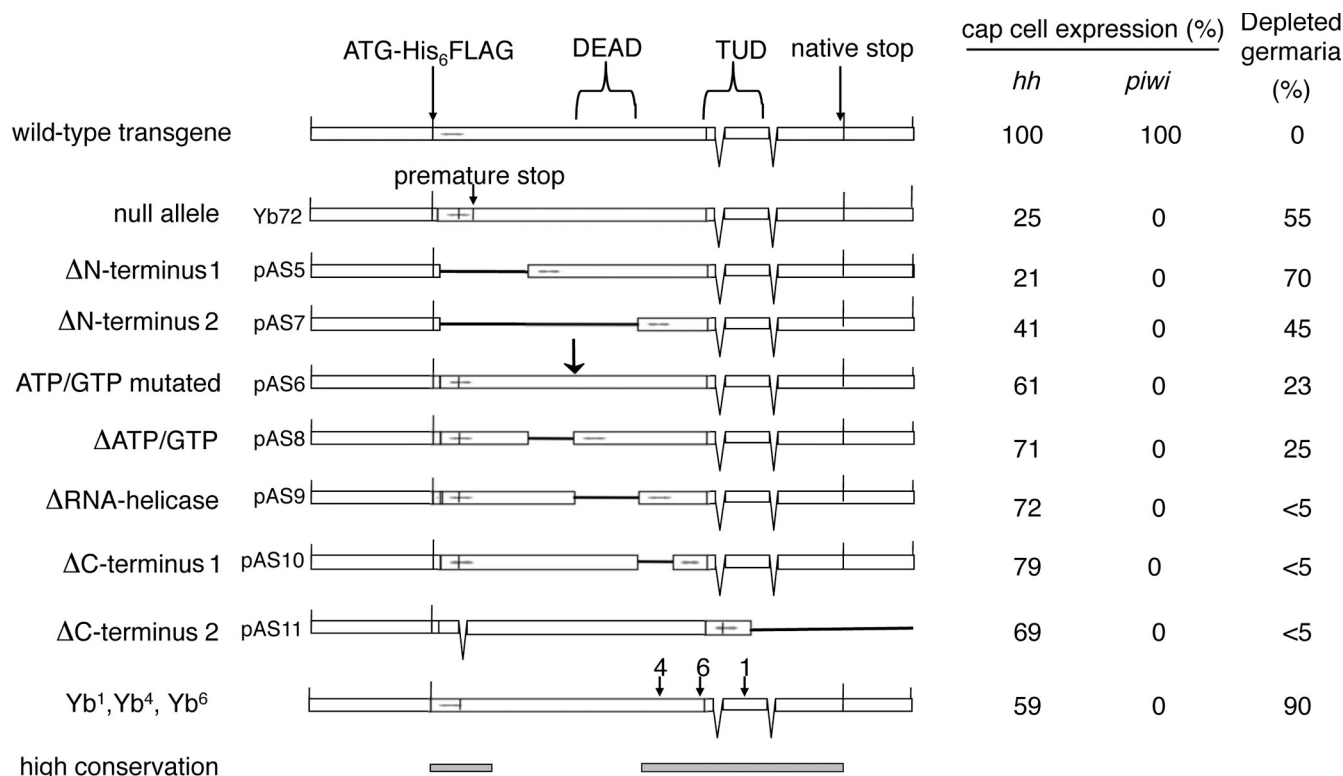 cap cell expression (%) Depleted germaria (%)
hh piwi
ATG-His₆FLAG DEAD TUD native stop
wild-type transgene 100 100 0
premature stop
null allele Yb72 25 0 55
ΔN-terminus 1 pAS5 21 0 70
ΔN-terminus 2 pAS7 41 0 45
ATP/GTP mutated pAS6 61 0 23
ΔATP/GTP pAS8 71 0 25
ΔRNA-helicase pAS9 72 0 <5
ΔC-terminus 1 pAS10 79 0 <5
ΔC-terminus 2 pAS11 69 0 <5
4 6 1
Yb¹,Yb⁴, Yb⁶ 59 0 90
high conservation